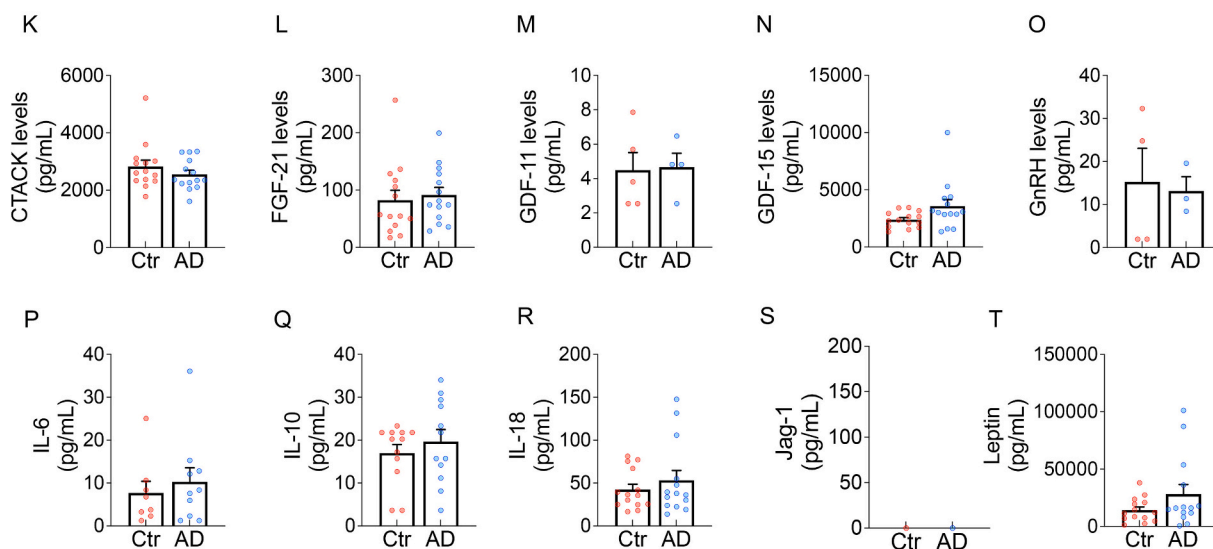 K
CTACK levels
(pg/mL)
6000
4000
2000
0
Ctr AD
L
FGF-21 levels
(pg/mL)
300
200
100
0
Ctr AD
M
GDF-11 levels
(pg/mL)
10
8
6
4
2
0
Ctr AD
N
GDF-15 levels
(pg/mL)
15000
10000
5000
0
Ctr AD
O
GnRH levels
(pg/mL)
40
30
20
10
0
Ctr AD
P
IL-6
(pg/mL)
40
30
20
10
0
Ctr AD
Q
IL-10
(pg/mL)
40
30
20
10
0
Ctr AD
R
IL-18
(pg/mL)
200
150
100
50
0
Ctr AD
S
Jag-1
(pg/mL)
200
150
100
50
0
Ctr AD
T
Leptin
(pg/mL)
150000
100000
50000
0
Ctr AD